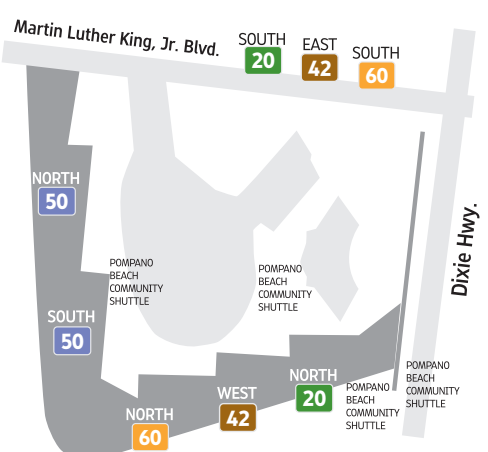 Martin Luther King, Jr. Blvd.
SOUTH
20
EAST
42
SOUTH
60
NORTH
50
Dixie Hwy.
POMPANO
BEACH
COMMUNITY
SHUTTLE
POMPANO
BEACH
COMMUNITY
SHUTTLE
SOUTH
50
NORTH
60
WEST
42
NORTH
20
POMPANO
BEACH
COMMUNITY
SHUTTLE
POMPANO
BEACH
COMMUNITY
SHUTTLE